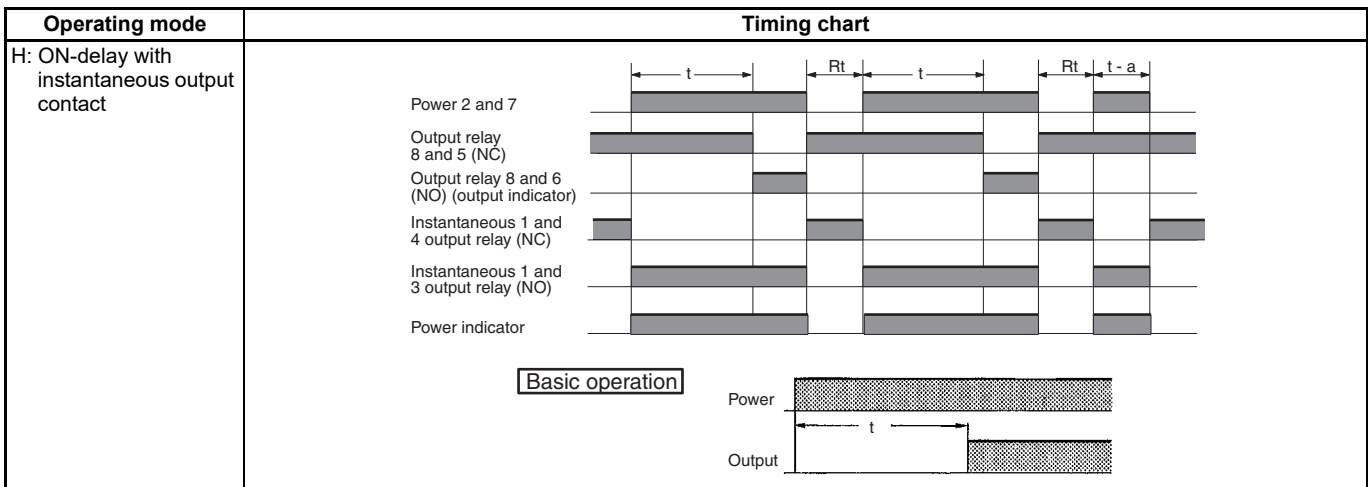 Operating mode
Timing chart
H: ON-delay with
instantaneous output
contact
t
Rt
t
Rt
t - a
Power 2 and 7
Output relay
8 and 5 (NC)
Output relay 8 and 6
(NO) (output indicator)
Instantaneous 1 and
4 output relay (NC)
Instantaneous 1 and
3 output relay (NO)
Power indicator
Basic operation
Power
t
Output